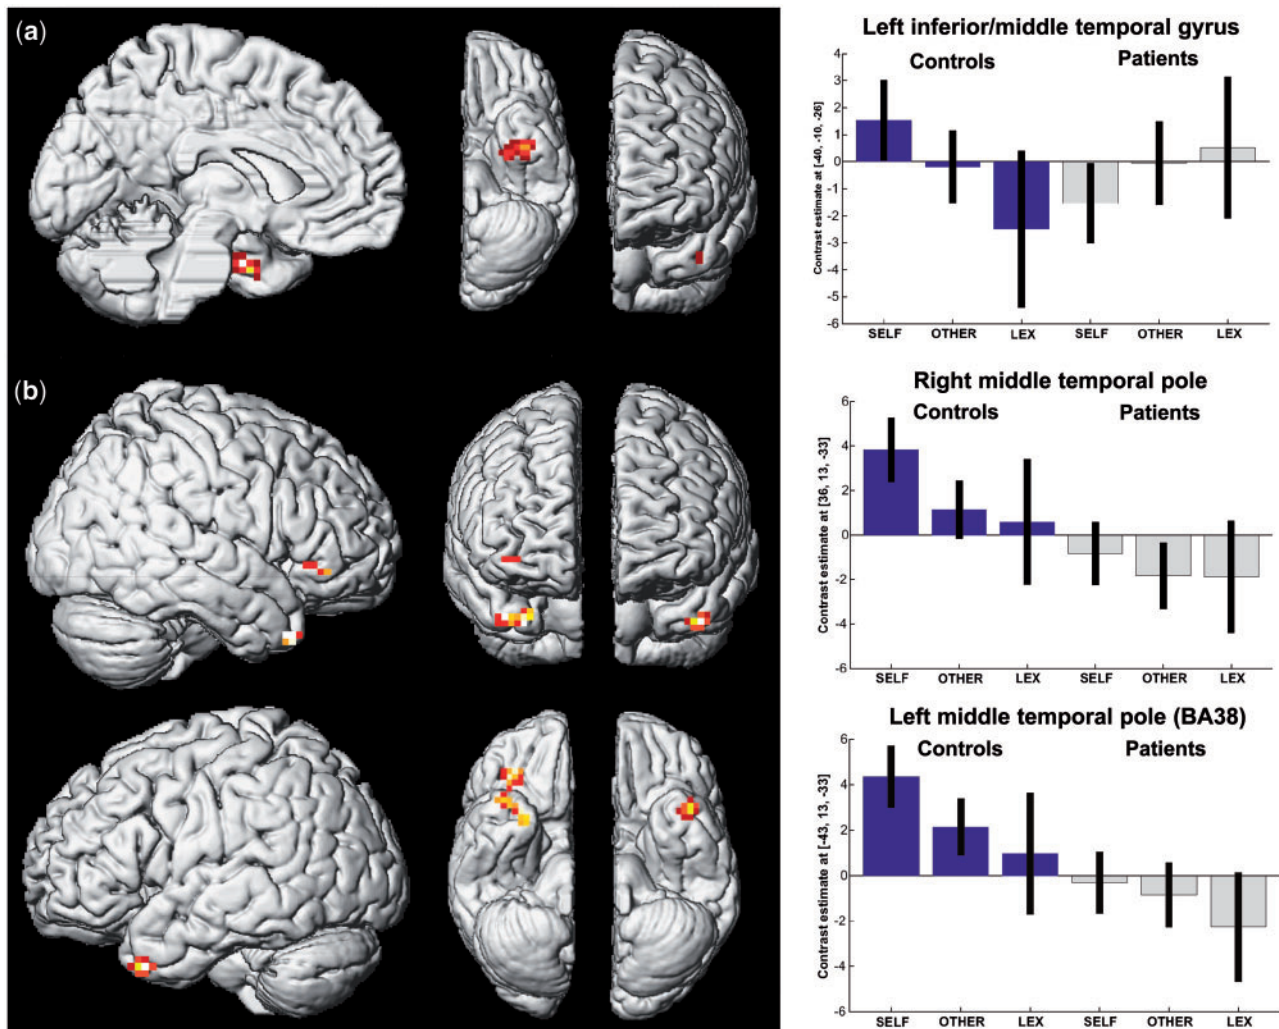 (a)
Left inferior/middle temporal gyrus
Controls Patients
Contrast estimate at [-40, -10, -26]
4
3
2
1
0
-1
-2
-3
-4
-5
-6
SELF OTHER LEX SELF OTHER LEX
(b)
Right middle temporal pole
Controls Patients
Contrast estimate at [36, 13, -33]
6
4
2
0
-2
-4
-6
SELF OTHER LEX SELF OTHER LEX
Left middle temporal pole (BA38)
Controls Patients
Contrast estimate at [-43, 13, -33]
6
4
2
0
-2
-4
-6
SELF OTHER LEX SELF OTHER LEX